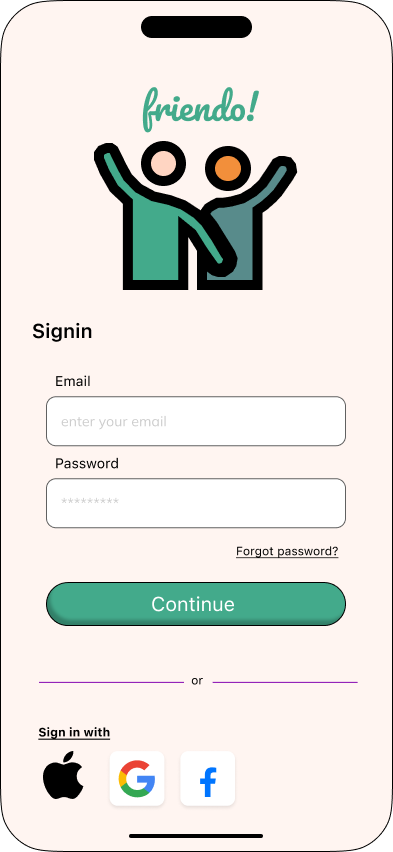 friendo!
Signin
Email
enter your email
Password
*********
Forgot password?
Continue
or
Sign in with